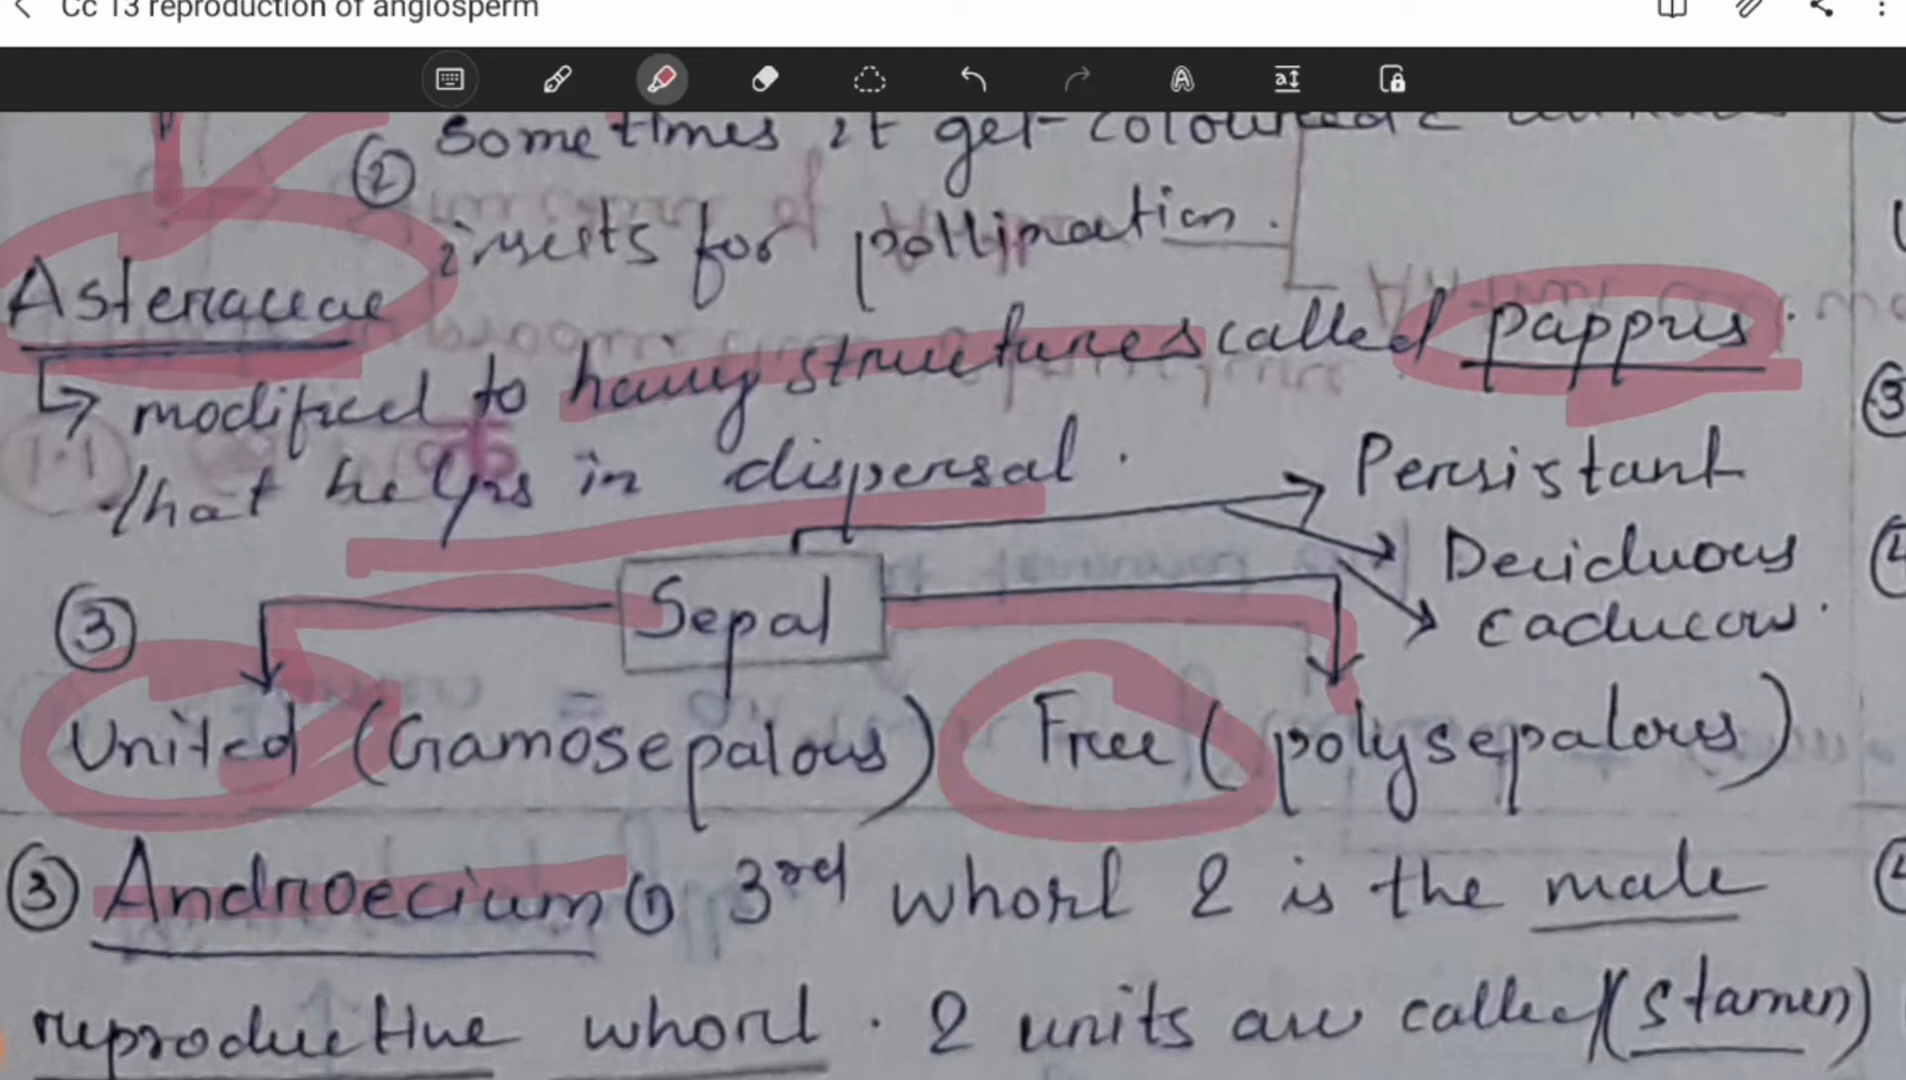 Cc 13 reproduction of angiosperm
② Sometimes it get coloured &
insects for pollination.
Asteraceae
↳ modified to hairy structures called pappus.
that helps in dispersal.
Persistant
Deciduous
Caducous.
③ Sepal
United (Gamosepalous) Free (polysepalous)
③ Androecium ① 3rd whorl & is the male
reproductive whorl. & units are called (stamen)